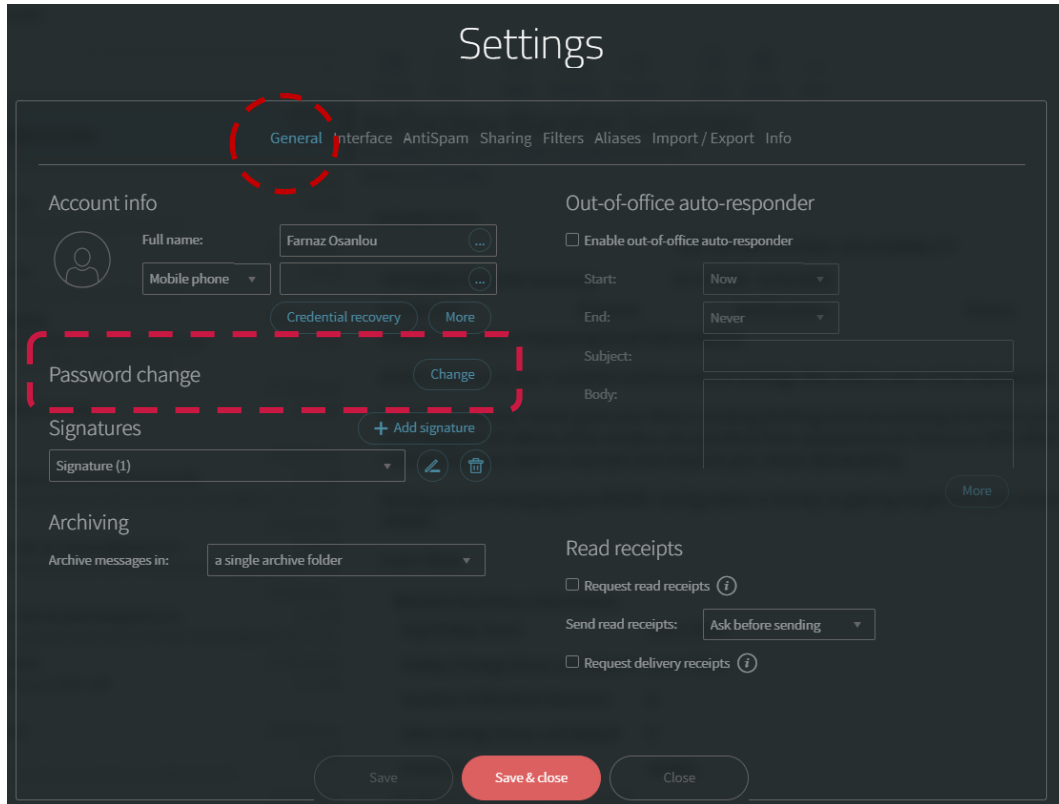 Settings
General Interface AntiSpam Sharing Filters Aliases Import / Export Info
Account info
Full name: Farnaz Osanlou ...
Mobile phone ...
Credential recovery More
Password change Change
Signatures + Add signature
Signature (1)
Archiving
Archive messages in: a single archive folder
Out-of-office auto-responder
Enable out-of-office auto-responder
Start: Now
End: Never
Subject:
Body:
More
Read receipts
Request read receipts i
Send read receipts: Ask before sending
Request delivery receipts i
Save Save & close Close